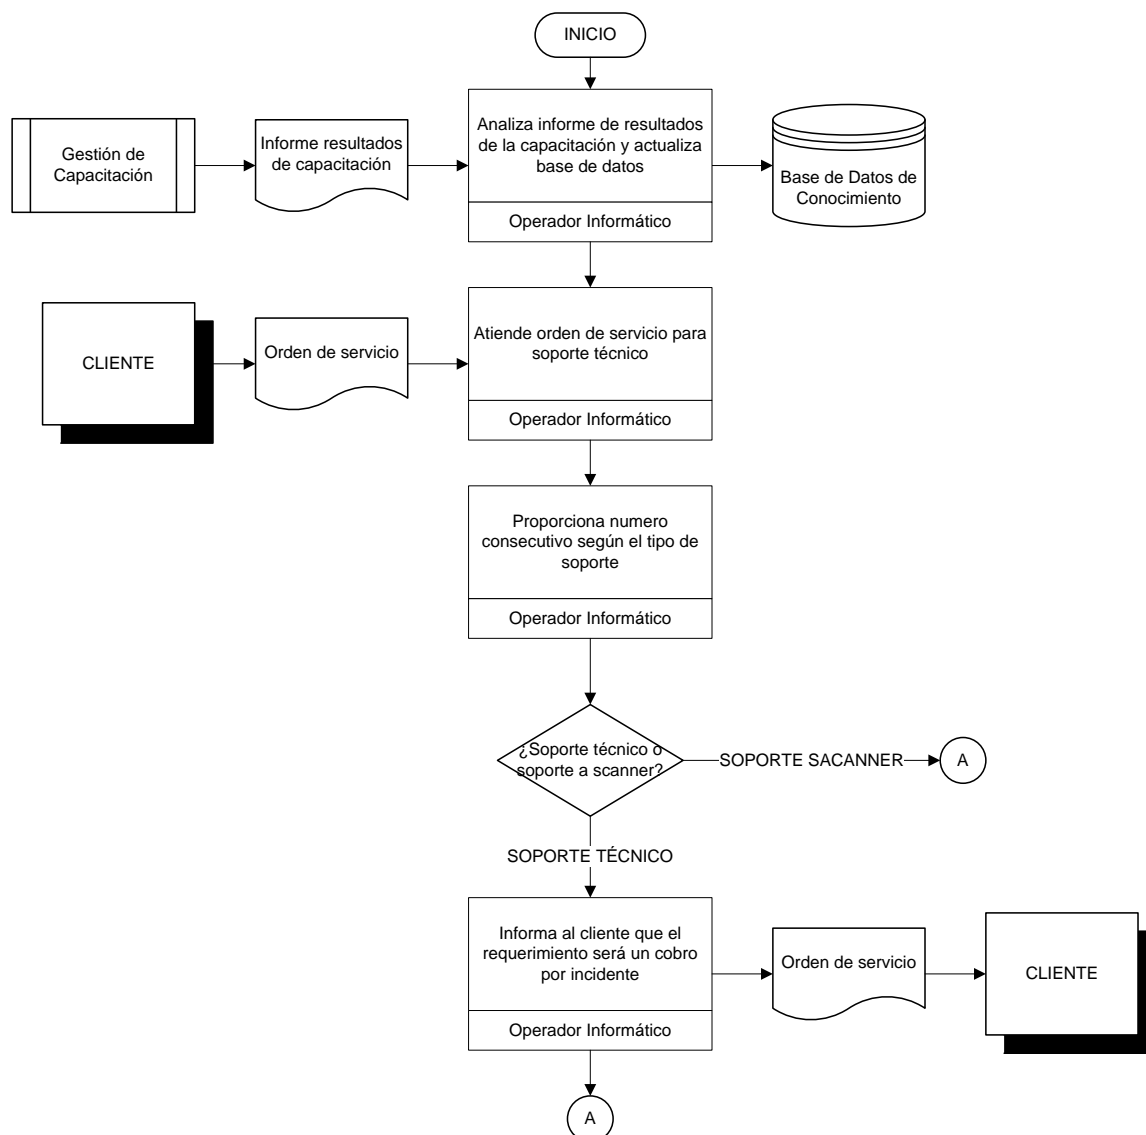 INICIO
Gestión de
Capacitación
Informe resultados
de capacitación
Analiza informe de resultados
de la capacitación y actualiza
base de datos
Operador Informático
Base de Datos de
Conocimiento
CLIENTE
Orden de servicio
Atiende orden de servicio para
soporte técnico
Operador Informático
Proporciona numero
consecutivo según el tipo de
soporte
Operador Informático
¿Soporte técnico o
soporte a scanner?
SOPORTE SACANNER
A
SOPORTE TÉCNICO
Informa al cliente que el
requerimiento será un cobro
por incidente
Operador Informático
Orden de servicio
CLIENTE
A